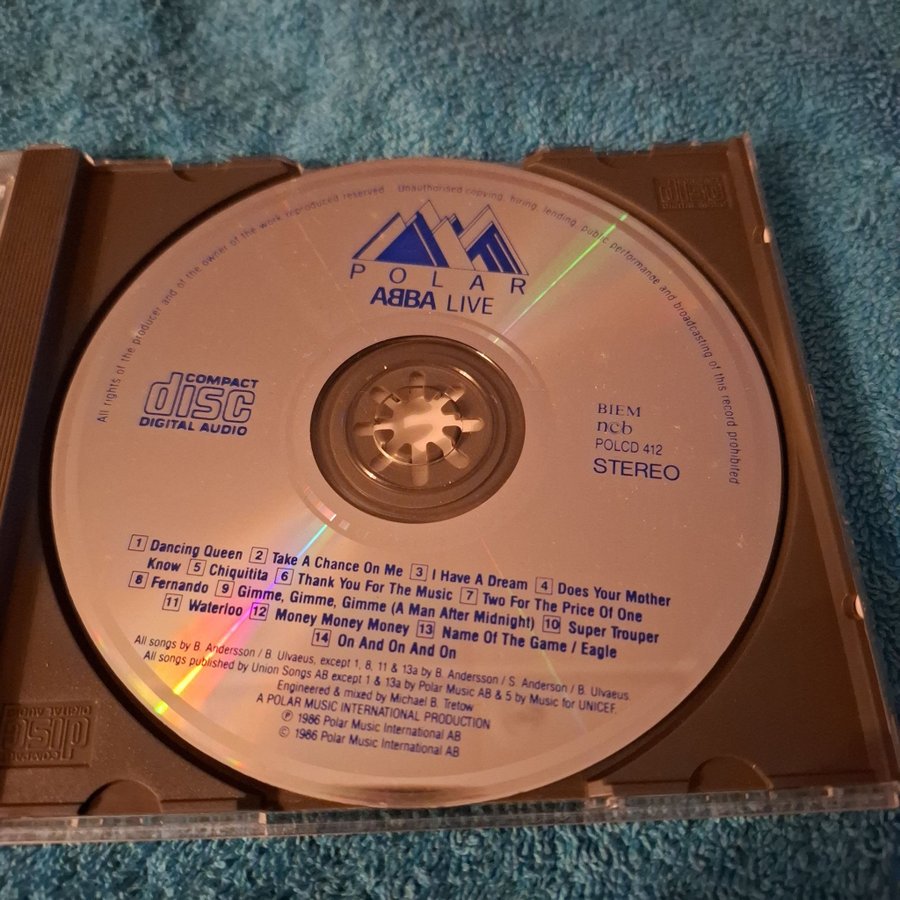 All rights of the producer and of the owner of the work reproduced reserved. Unauthorised copying, hiring, lending, public performance and broadcasting of this record prohibited
POLAR
ABBA LIVE
COMPACT
disc
DIGITAL AUDIO
BIEM
ncb
POLCD 412
STEREO
1 Dancing Queen 2 Take A Chance On Me 3 I Have A Dream 4 Does Your Mother
Know 5 Chiquitita 6 Thank You For The Music 7 Two For The Price Of One
8 Fernando 9 Gimme, Gimme, Gimme (A Man After Midnight) 10 Super Trouper
11 Waterloo 12 Money Money Money 13 Name Of The Game / Eagle
14 On And On And On
All songs by B. Andersson / B. Ulvaeus, except 1, 8, 11 & 13a by B. Andersson / S. Anderson / B. Ulvaeus
All songs published by Union Songs AB except 1 & 13a by Polar Music AB & 5 by Music for UNICEF.
Engineered & mixed by Michael B. Tretow
A POLAR MUSIC INTERNATIONAL PRODUCTION
℗ 1986 Polar Music International AB
© 1986 Polar Music International AB
disc
COMPACT
disc
DIGITAL AUDIO